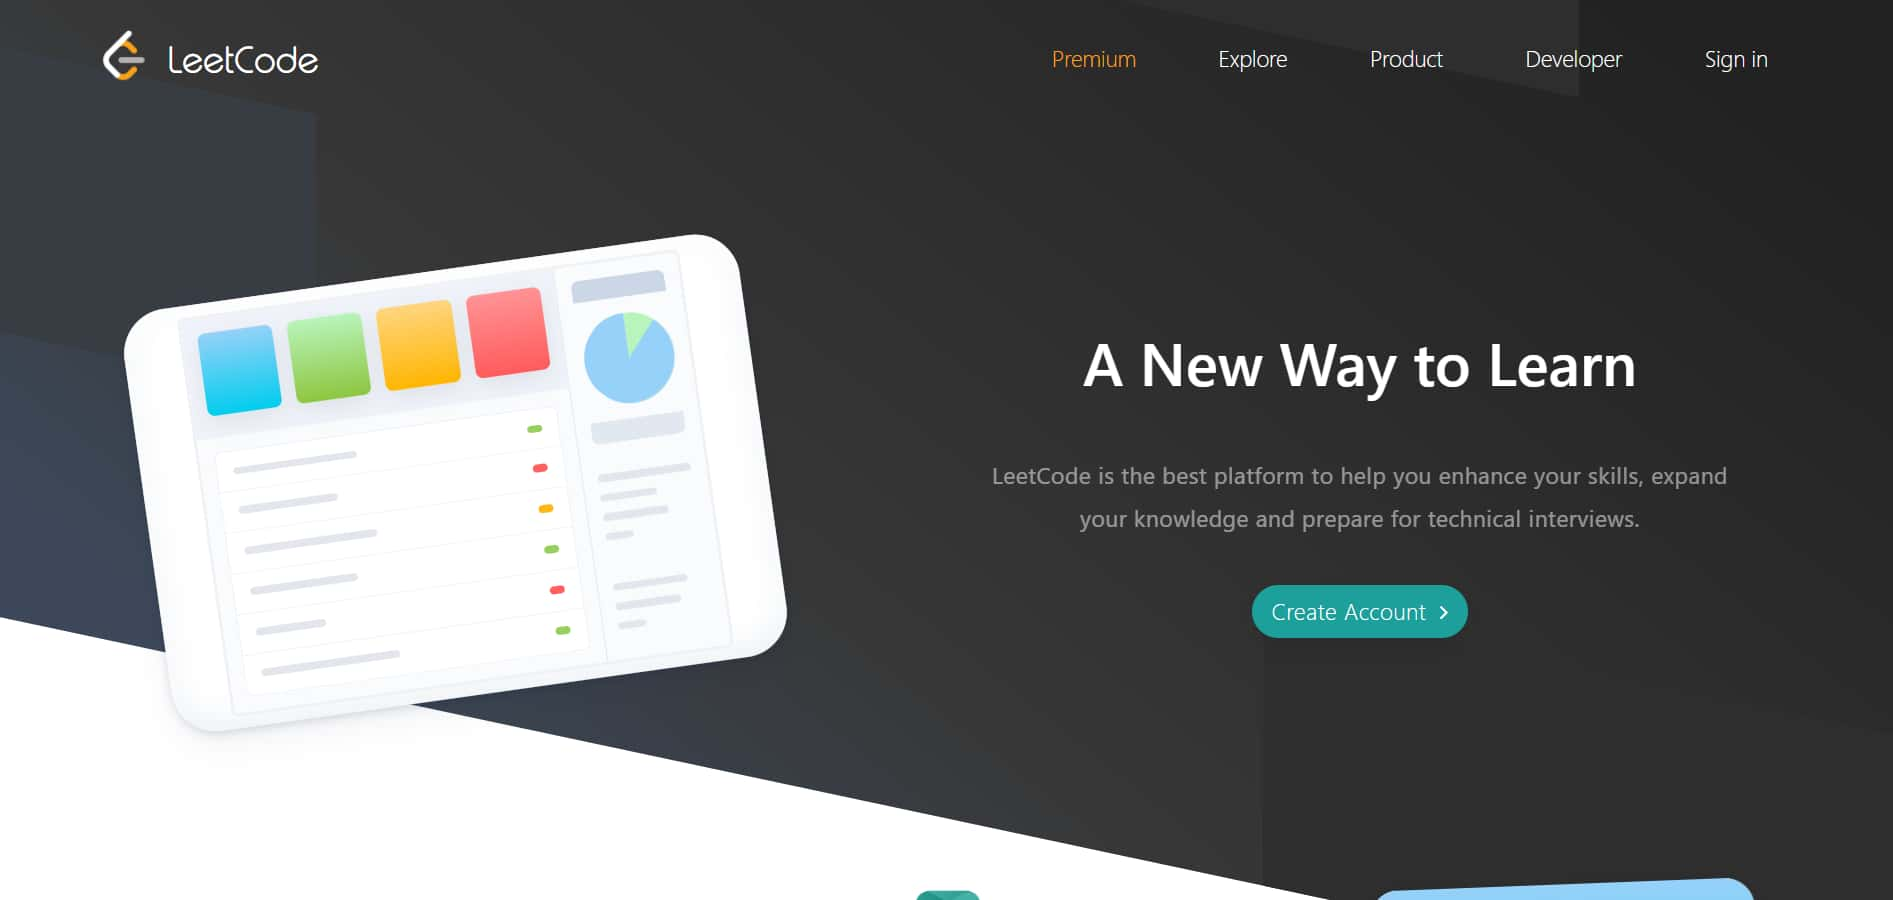 LeetCode
Premium
Explore
Product
Developer
Sign in
A New Way to Learn
LeetCode is the best platform to help you enhance your skills, expand
your knowledge and prepare for technical interviews.
Create Account